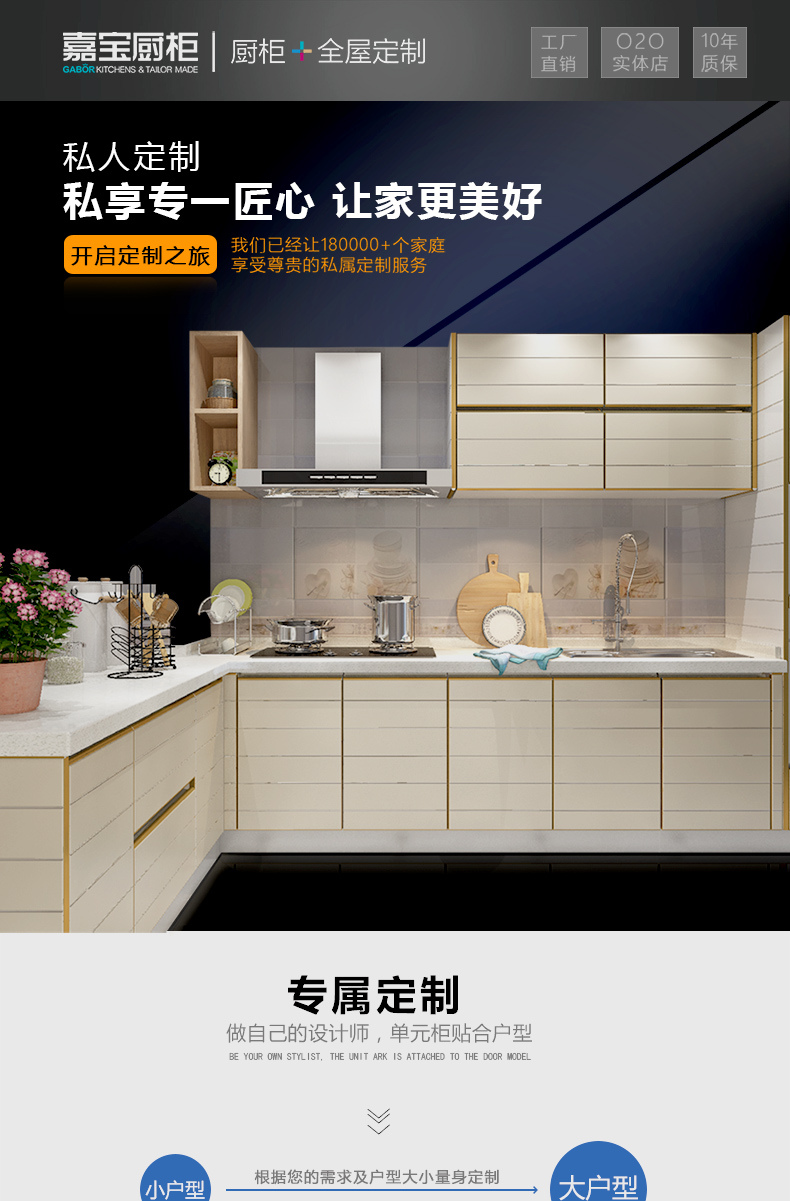 嘉宝厨柜
GABOR KITCHENS & TAILOR MADE
厨柜+全屋定制
工厂
直销
O2O
实体店
10年
质保
私人定制
私享专一匠心 让家更美好
开启定制之旅
我们已经让180000+个家庭
享受尊贵的私属定制服务
专属定制
做自己的设计师，单元柜贴合户型
BE YOUR OWN STYLIST, THE UNIT ARK IS ATTACHED TO THE DOOR MODEL
小户型
根据您的需求及户型大小量身定制
大户型